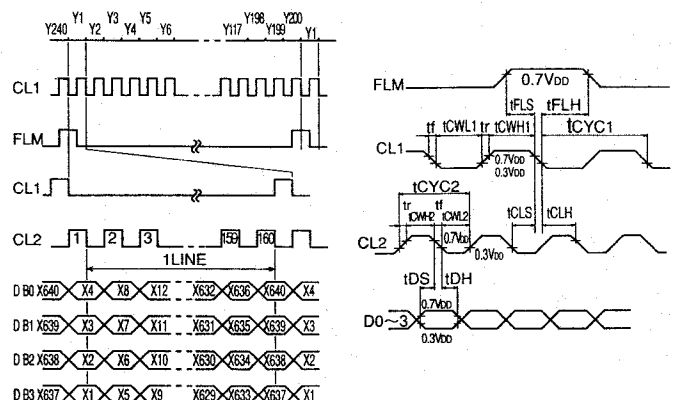 Y240 Y1 Y2 Y3 Y4 Y5 Y6 Y117 Y198 Y199 Y200 Y1
CL1
FLM
CL1
CL2 1 2 3 159 160
1LINE
D B0 X640 X4 X8 X12 X632 X636 X640 X4
D B1 X639 X3 X7 X11 X631 X635 X639 X3
D B2 X638 X2 X6 X10 X630 X634 X638 X2
D B3 X637 X1 X5 X9 X629 X633 X637 X1
FLM 0.7VDD
tFLS tFLH
tf tCWL1 tr tCWH1 tCYC1
CL1 0.7VDD
0.3VDD
tCYC2
tr tCWH2 tf tCWL2 tCLS tCLH
CL2 0.7VDD 0.3VDD
tDS tDH
D0~3 0.7VDD
0.3VDD